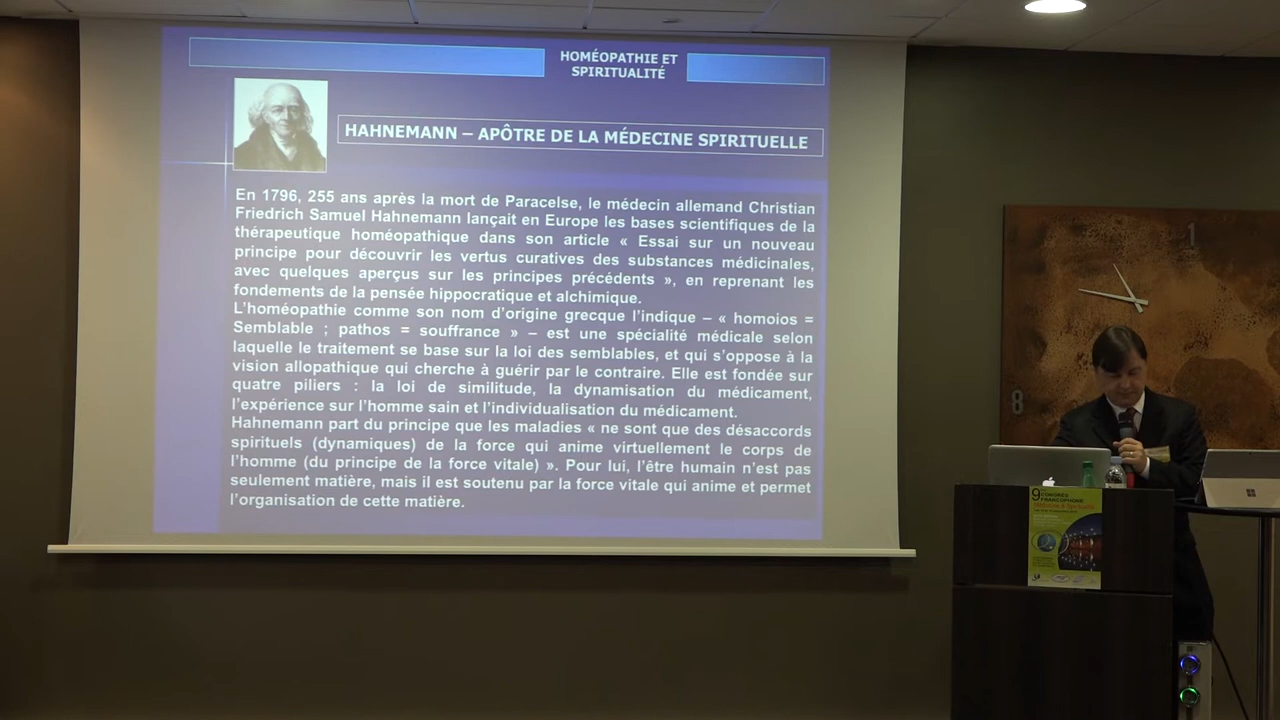 HOMÉOPATHIE ET
SPIRITUALITÉ
HAHNEMANN – APÔTRE DE LA MÉDECINE SPIRITUELLE
En 1796, 255 ans après la mort de Paracelse, le médecin allemand Christian
Friedrich Samuel Hahnemann lançait en Europe les bases scientifiques de la
thérapeutique homéopathique dans son article « Essai sur un nouveau
principe pour découvrir les vertus curatives des substances médicinales,
avec quelques aperçus sur les principes précédents », en reprenant les
fondements de la pensée hippocratique et alchimique.
L’homéopathie comme son nom d’origine grecque l’indique – « homoios =
Semblable ; pathos = souffrance » – est une spécialité médicale selon
laquelle le traitement se base sur la loi des semblables, et qui s’oppose à la
vision allopathique qui cherche à guérir par le contraire. Elle est fondée sur
quatre piliers : la loi de similitude, la dynamisation du médicament,
l’expérience sur l’homme sain et l’individualisation du médicament.
Hahnemann part du principe que les maladies « ne sont que des désaccords
spirituels (dynamiques) de la force qui anime virtuellement le corps de
l’homme (du principe de la force vitale) ». Pour lui, l’être humain n’est pas
seulement matière, mais il est soutenu par la force vitale qui anime et permet
l’organisation de cette matière.
1
8
9
CONGRÈS
FRANCOPHONE
Médecine & Spiritualité